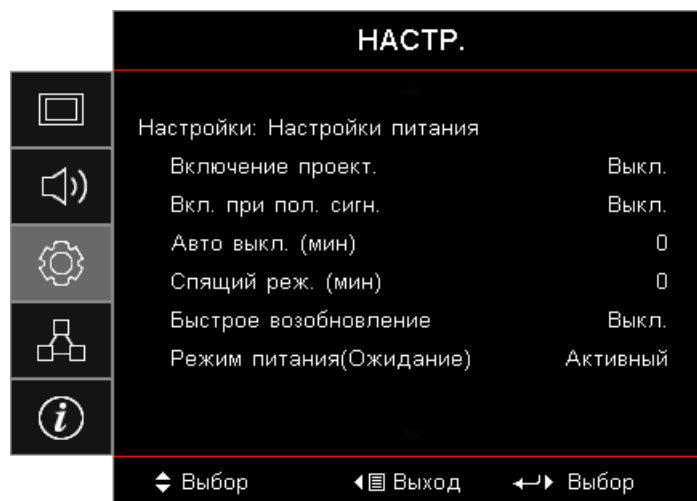 НАСТР.
Настройки: Настройки питания
Включение проект. Выкл.
Вкл. при пол. сигн. Выкл.
Авто выкл. (мин) 0
Спящий реж. (мин) 0
Быстрое возобновление Выкл.
Режим питания(Ожидание) Активный
Выбор Выход Выбор